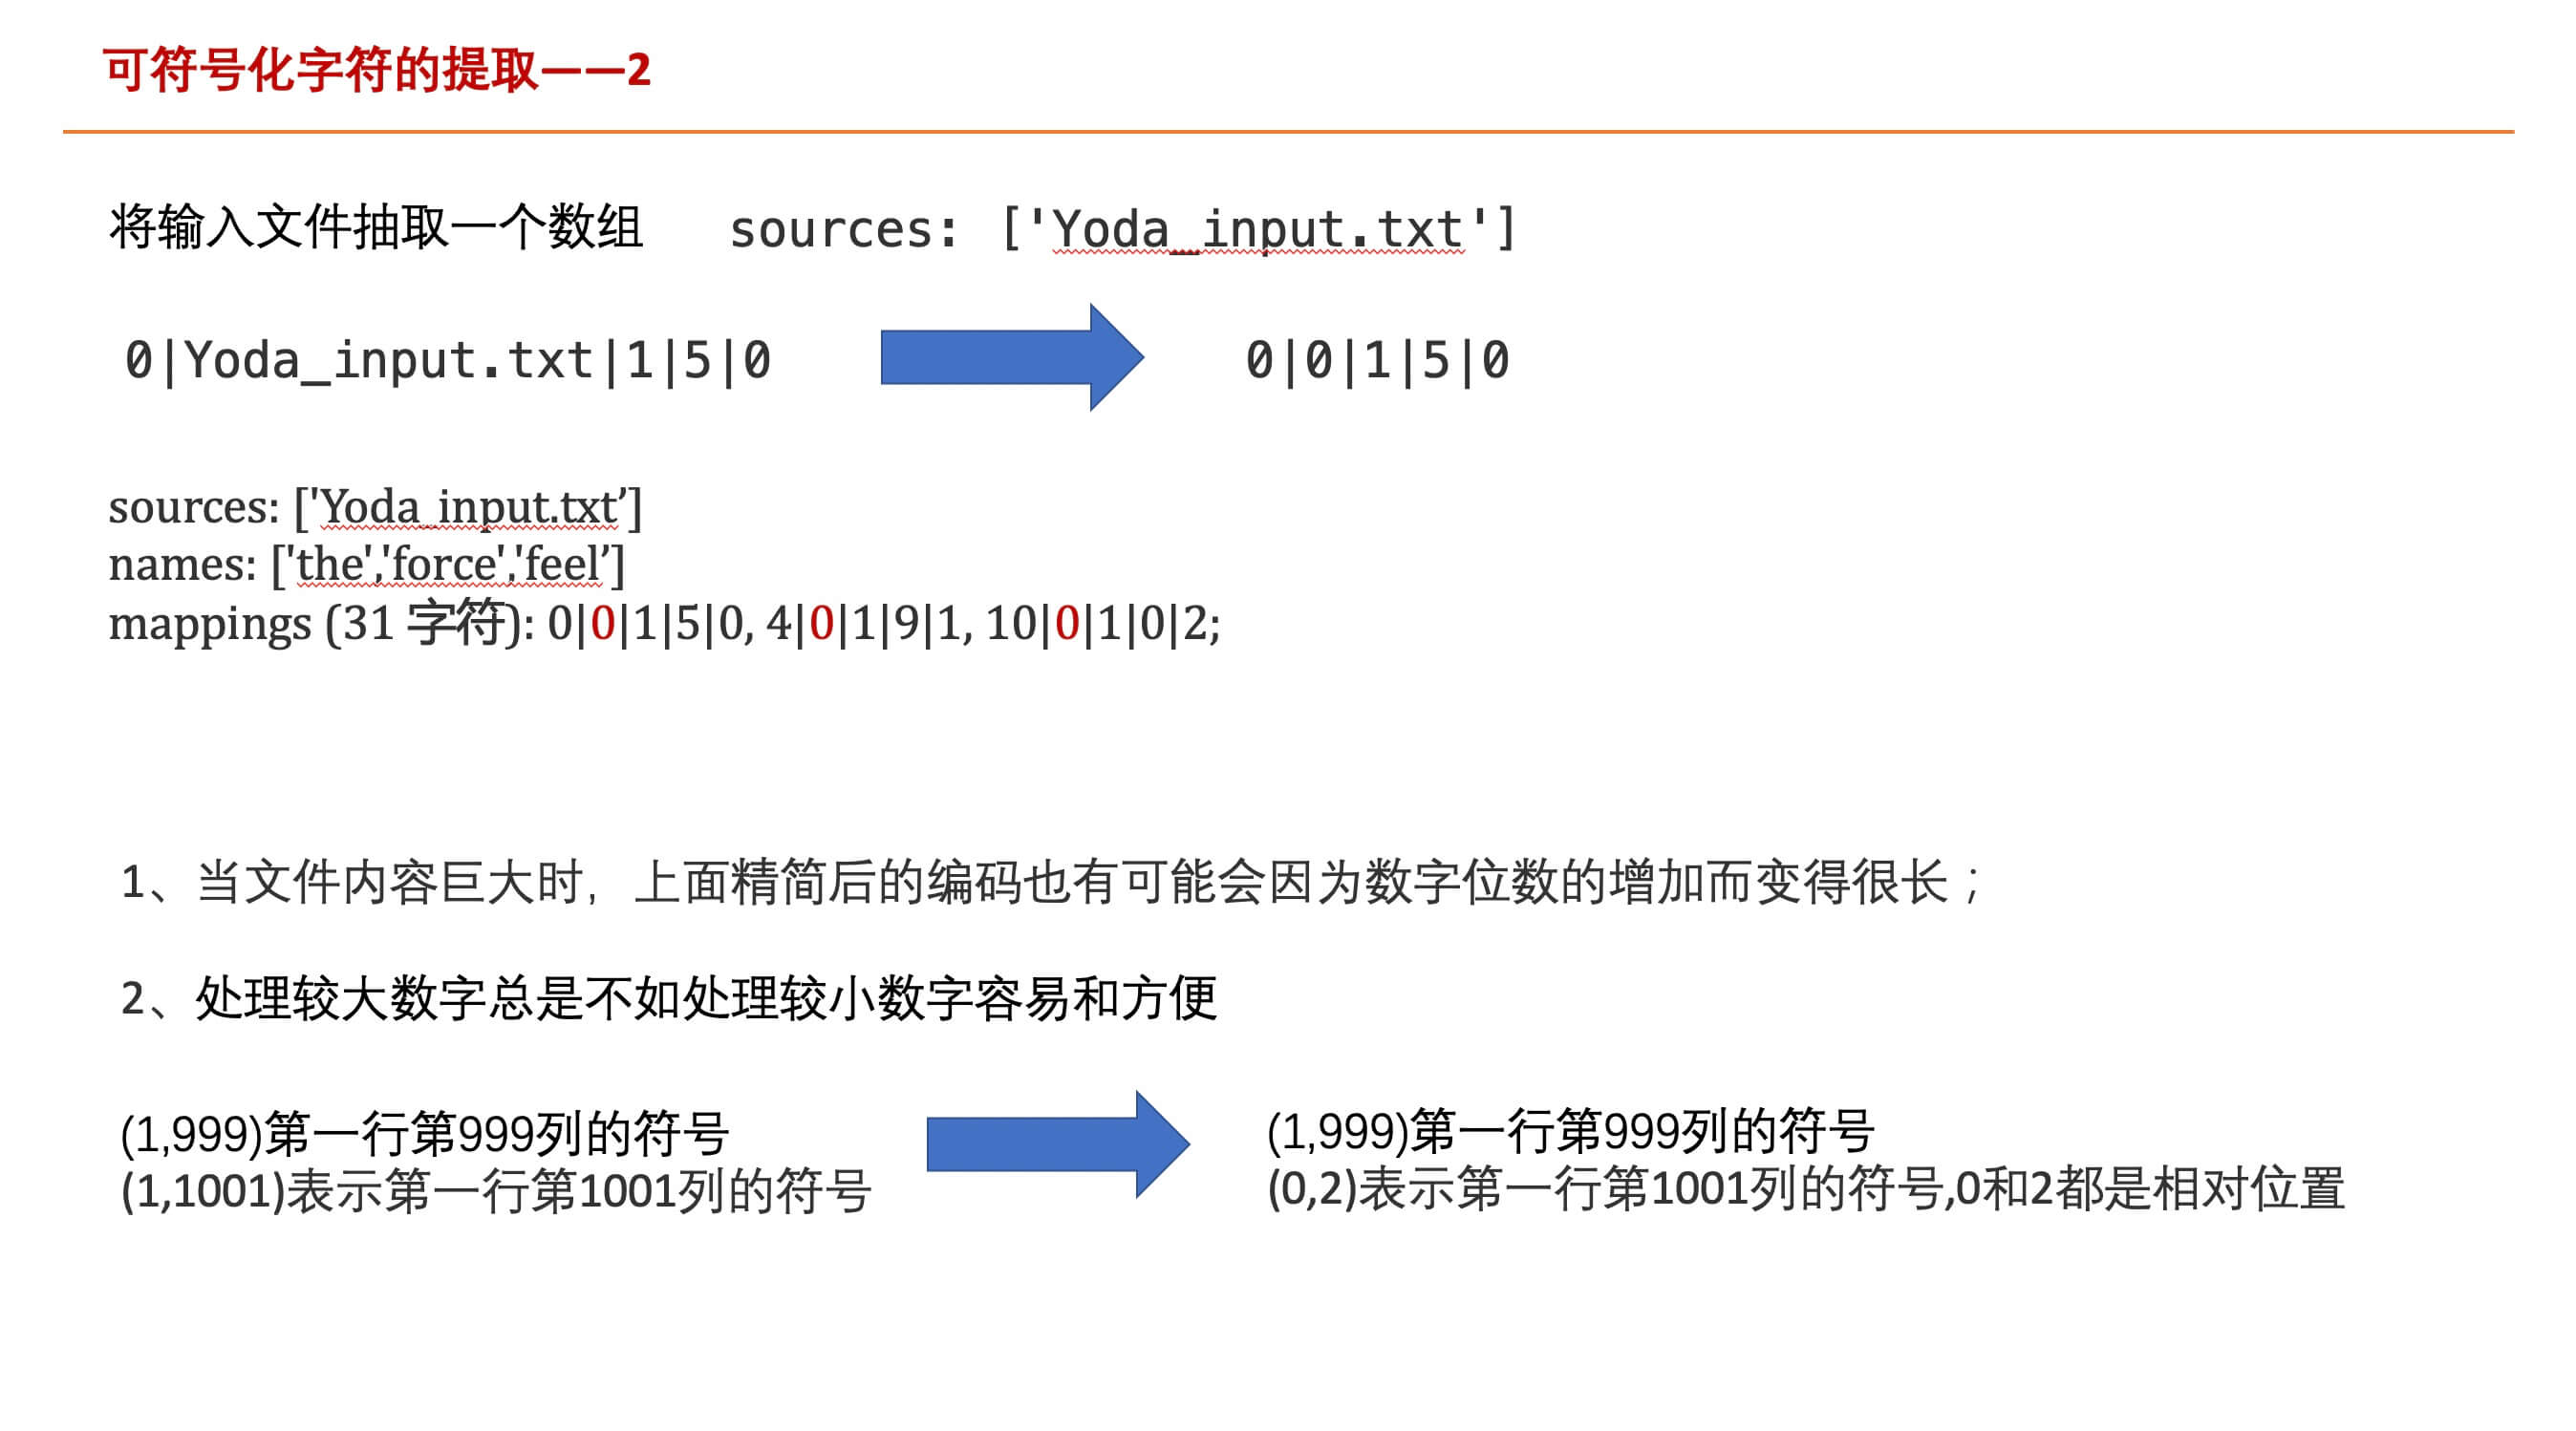 可符号化字符的提取——2
将输入文件抽取一个数组 sources: ['Yoda_input.txt']
0|Yoda_input.txt|1|5|0 0|0|1|5|0
sources: ['Yoda_input.txt’]
names: ['the','force','feel’]
mappings (31 字符): 0|0|1|5|0, 4|0|1|9|1, 10|0|1|0|2;
1、当文件内容巨大时，上面精简后的编码也有可能会因为数字位数的增加而变得很长；
2、处理较大数字总是不如处理较小数字容易和方便
(1,999)第一行第999列的符号 (1,999)第一行第999列的符号
(1,1001)表示第一行第1001列的符号 (0,2)表示第一行第1001列的符号,0和2都是相对位置